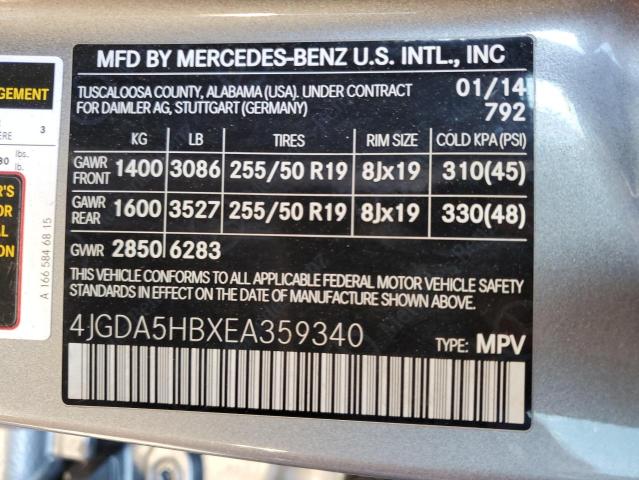 MFD BY MERCEDES-BENZ U.S. INTL., INC
TUSCALOOSA COUNTY, ALABAMA (USA). UNDER CONTRACT 01/14
FOR DAIMLER AG, STUTTGART (GERMANY) 792
KG LB TIRES RIM SIZE COLD KPA(PSI)
GAWR FRONT 1400 3086 255/50 R19 8Jx19 310(45)
GAWR REAR 1600 3527 255/50 R19 8Jx19 330(48)
GVWR 2850 6283
THIS VEHICLE CONFORMS TO ALL APPLICABLE FEDERAL MOTOR VEHICLE SAFETY
STANDARDS IN EFFECT ON THE DATE OF MANUFACTURE SHOWN ABOVE.
4JGDA5HBXEA359340 TYPE: MPV
A 166 584 68 15
3
lbs.
lb.